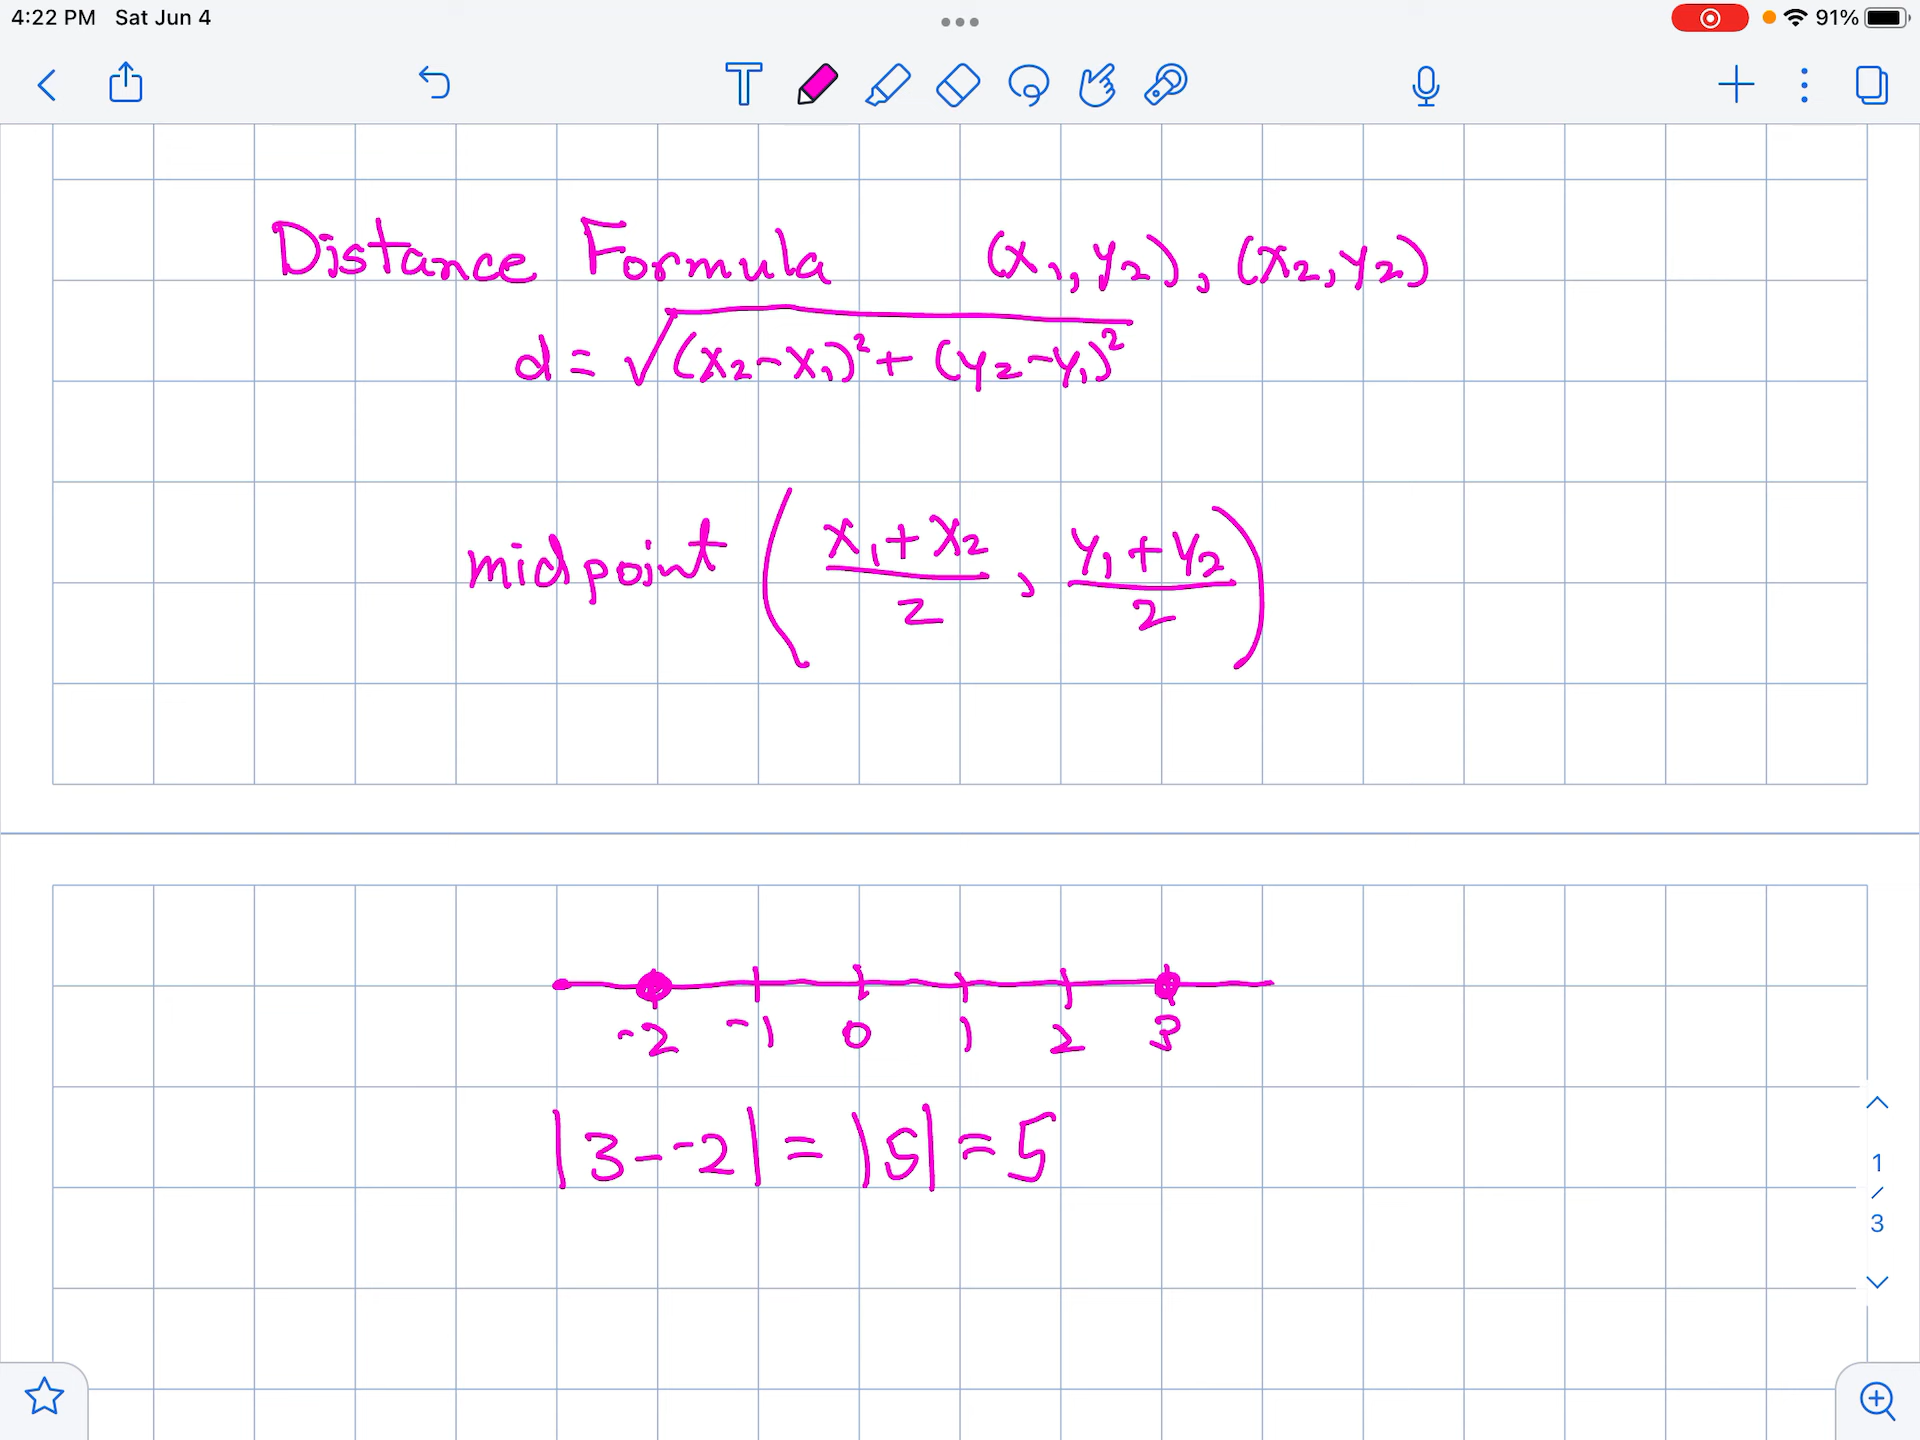 4:22 PM Sat Jun 4
91%
Distance Formula (x₁,y₂), (x₂,y₂)
d = √((x₂-x₁)² + (y₂-y₁)²)
midpoint ( (x₁+x₂)/2 , (y₁+y₂)/2 )
-2 -1 0 1 2 3
|3--2| = |5| = 5
1
/
3